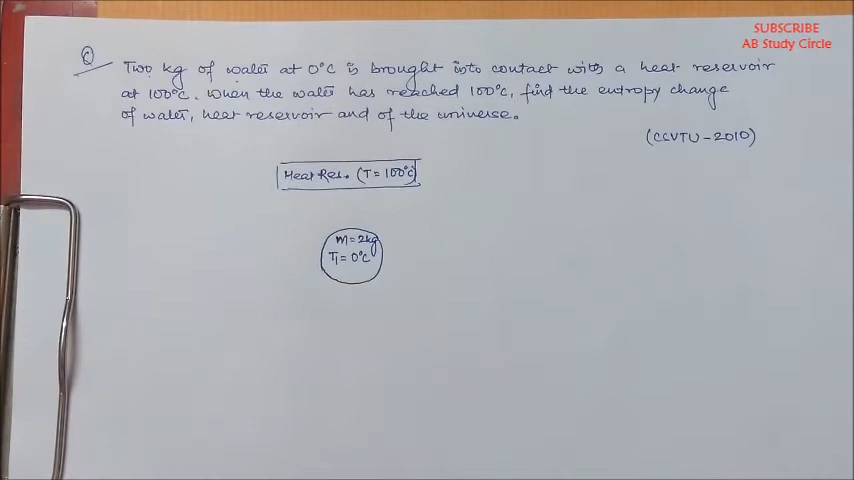 SUBSCRIBE
AB Study Circle
Q
Two kg of water at 0°C is brought into contact with a heat reservoir
at 100°C. When the water has reached 100°C, find the entropy change
of water, heat reservoir and of the universe.
(CSVTU-2010)
Heat Res. (T = 100°C)
m = 2kg
T1 = 0°C